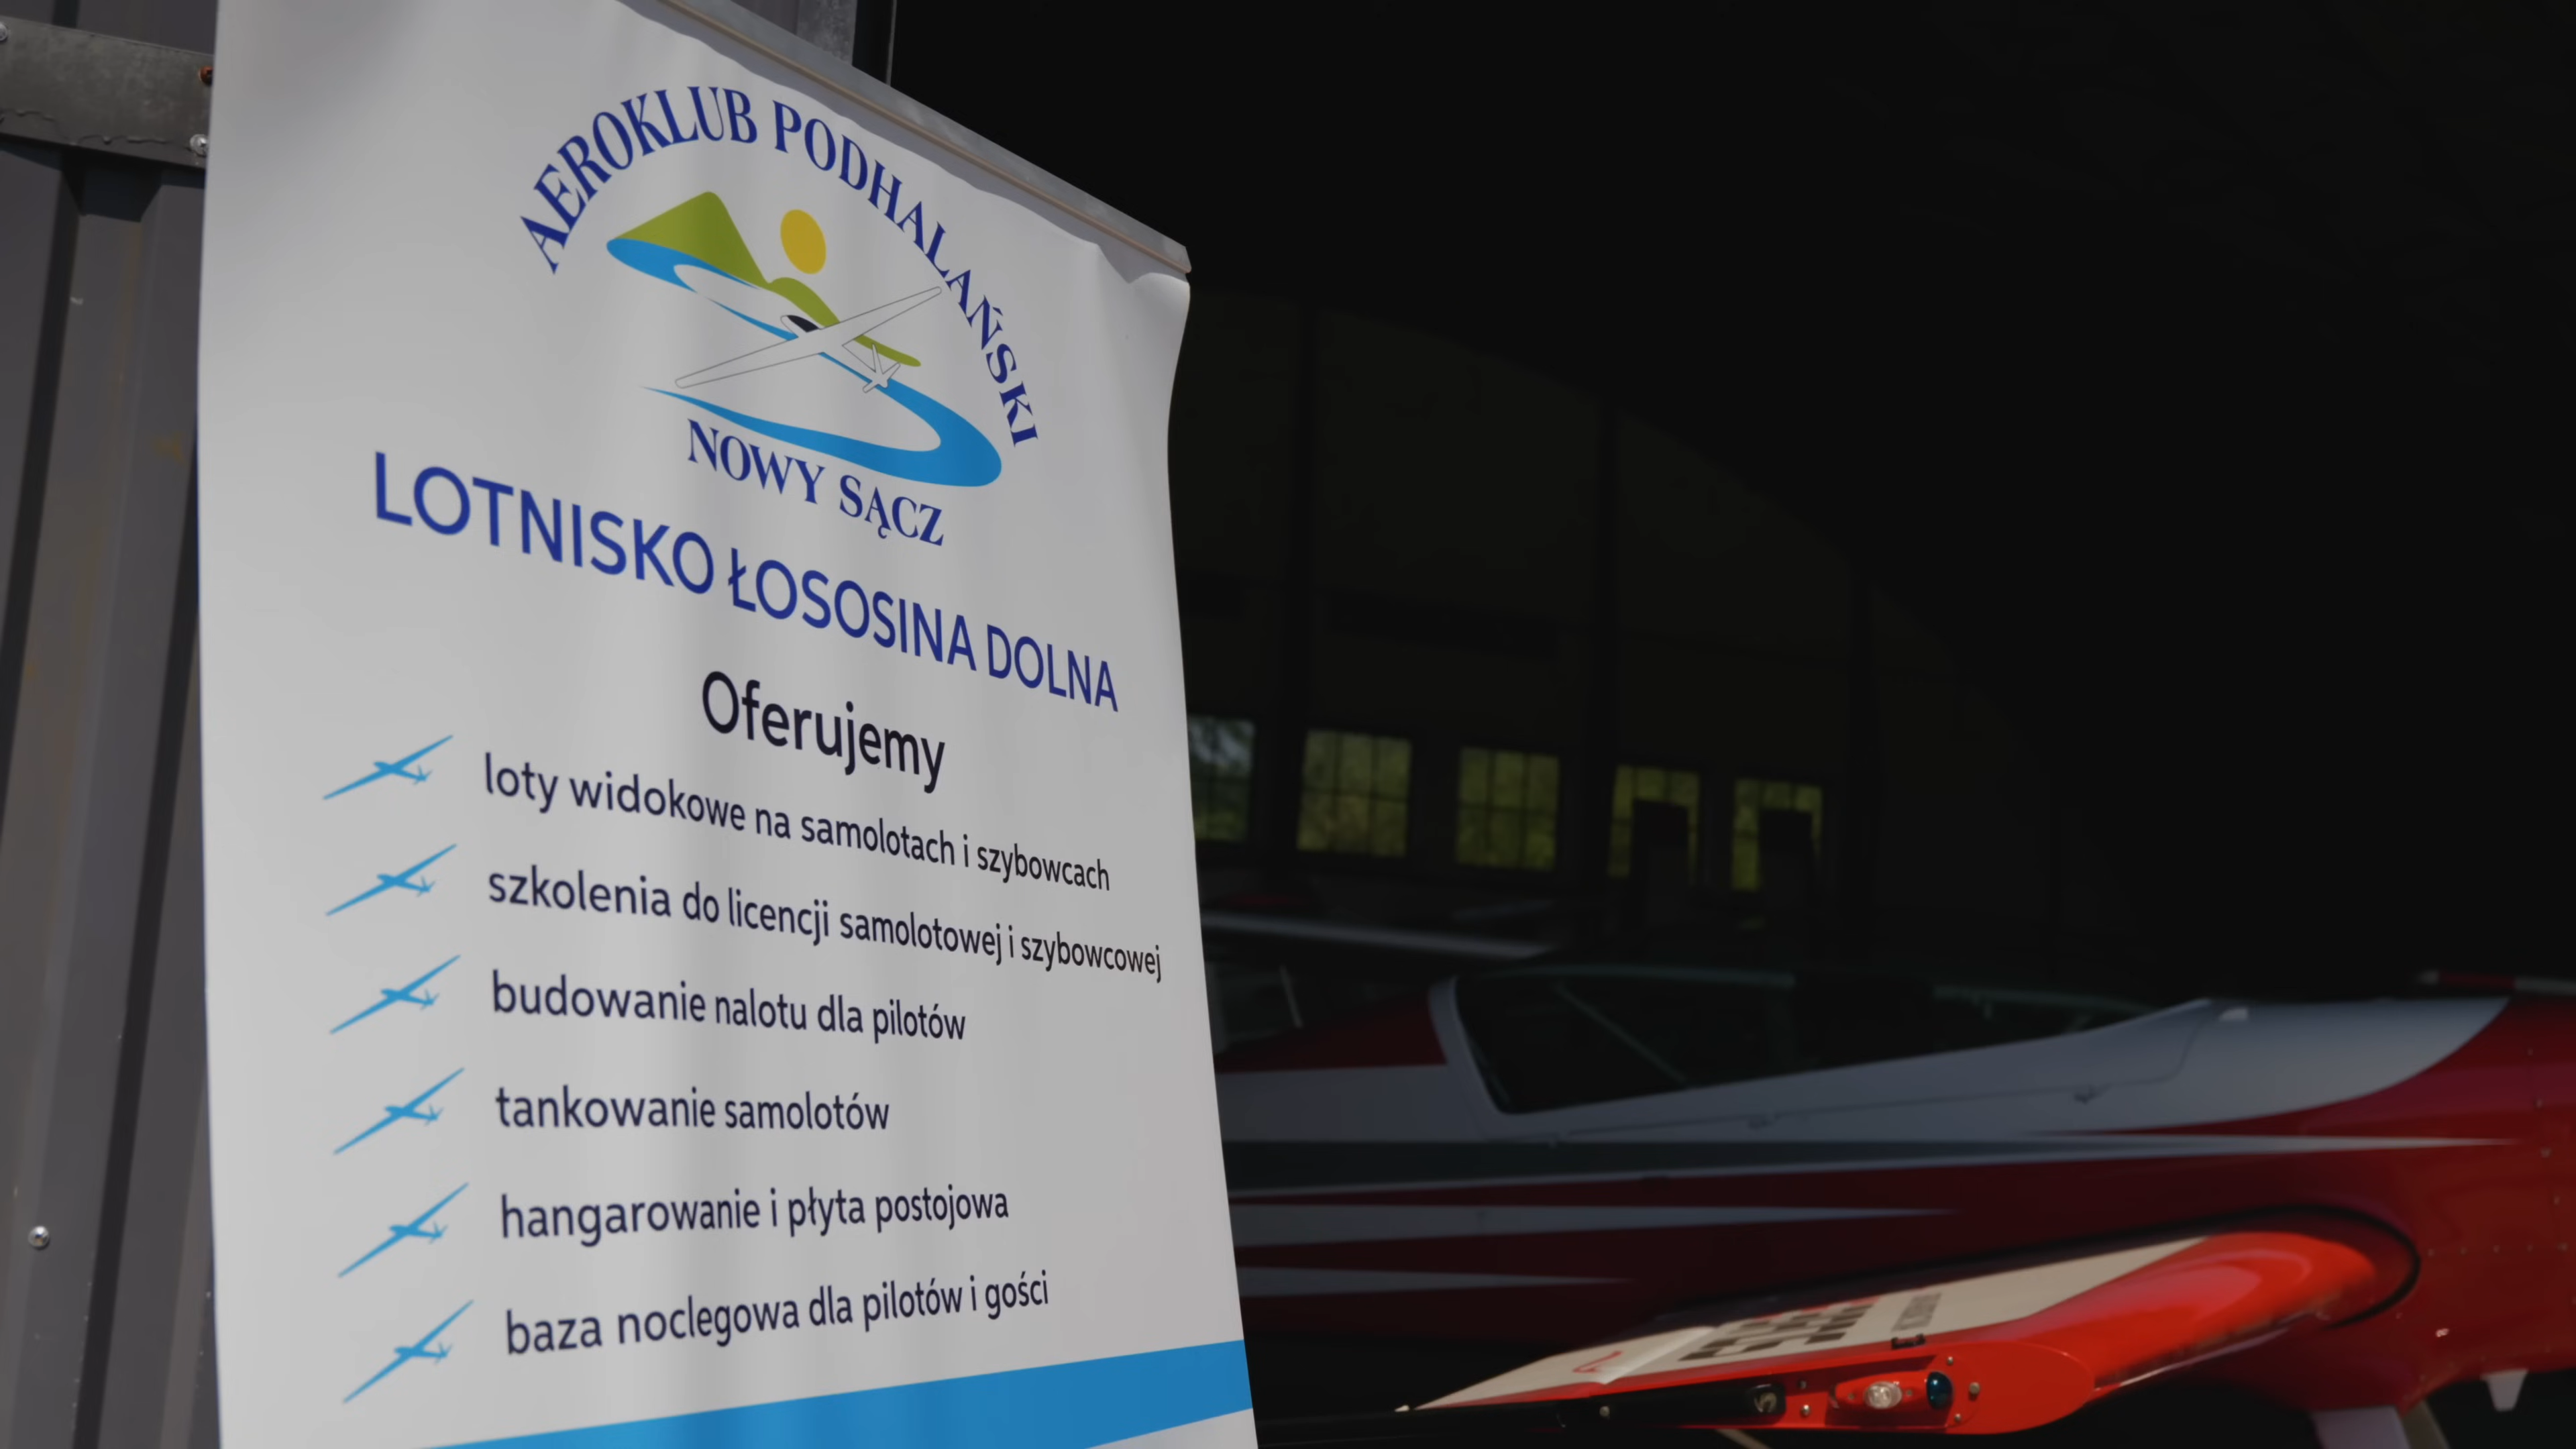 AEROKLUB PODHALAŃSKI
NOWY SĄCZ
LOTNISKO ŁOSOSINA DOLNA
Oferujemy
loty widokowe na samolotach i szybowcach
szkolenia do licencji samolotowej i szybowcowej
budowanie nalotu dla pilotów
tankowanie samolotów
hangarowanie i płyta postojowa
baza noclegowa dla pilotów i gości